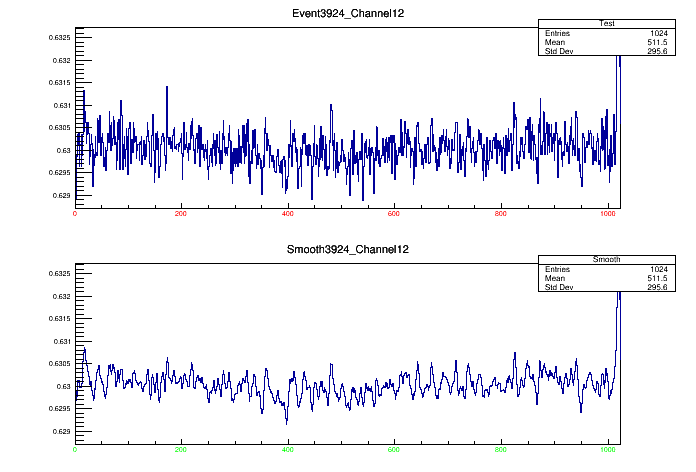 Event3924_Channel12
Test
Entries 1024
Mean 511.5
Std Dev 295.6
0.6325
0.632
0.6315
0.631
0.6305
0.63
0.6295
0.629
0 200 400 600 800 1000
Smooth3924_Channel12
Smooth
Entries 1024
Mean 511.5
Std Dev 295.6
0.6325
0.632
0.6315
0.631
0.6305
0.63
0.6295
0.629
0 200 400 600 800 1000